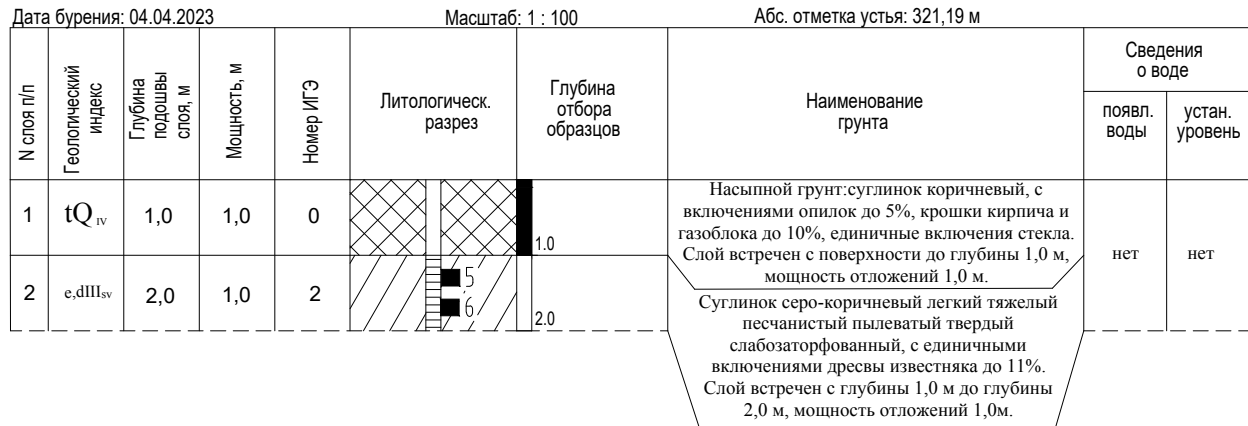 Дата бурения: 04.04.2023 Масштаб: 1 : 100 Абс. отметка устья: 321,19 м
N слоя п/п
Геологический
индекс
Глубина
подошвы
слоя, м
Мощность, м
Номер ИГЭ
Литологическ.
разрез
Глубина
отбора
образцов
Наименование
грунта
Сведения
о воде
появл.
воды
устан.
уровень
1 tQIV 1,0 1,0 0
1.0
Насыпной грунт:суглинок коричневый, с
включениями опилок до 5%, крошки кирпича и
газоблока до 10%, единичные включения стекла.
Слой встречен с поверхности до глубины 1,0 м,
мощность отложений 1,0 м.
нет нет
2 e,dIIIsv 2,0 1,0 2
5
6
2.0
Суглинок серо-коричневый легкий тяжелый
песчанистый пылеватый твердый
слабозаторфованный, с единичными
включениями дресвы известняка до 11%.
Слой встречен с глубины 1,0 м до глубины
2,0 м, мощность отложений 1,0м.